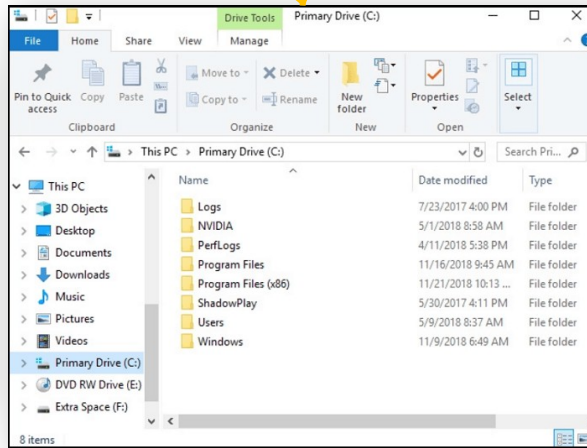 Drive Tools Primary Drive (C:)
File Home Share View Manage
Pin to Quick access
Copy
Paste
Move to
Copy to
Delete
Rename
New folder
Properties
Select
Clipboard Organize New Open
This PC > Primary Drive (C:)
Search Pri...
This PC
3D Objects
Desktop
Documents
Downloads
Music
Pictures
Videos
Primary Drive (C:)
DVD RW Drive (E:)
Extra Space (F:)
Name Date modified Type
Logs 7/23/2017 4:00 PM File folder
NVIDIA 5/1/2018 8:58 AM File folder
PerfLogs 4/11/2018 5:38 PM File folder
Program Files 11/16/2018 9:45 AM File folder
Program Files (x86) 11/21/2018 10:13 ... File folder
ShadowPlay 5/30/2017 4:11 PM File folder
Users 5/9/2018 8:37 AM File folder
Windows 11/9/2018 6:49 AM File folder
8 items